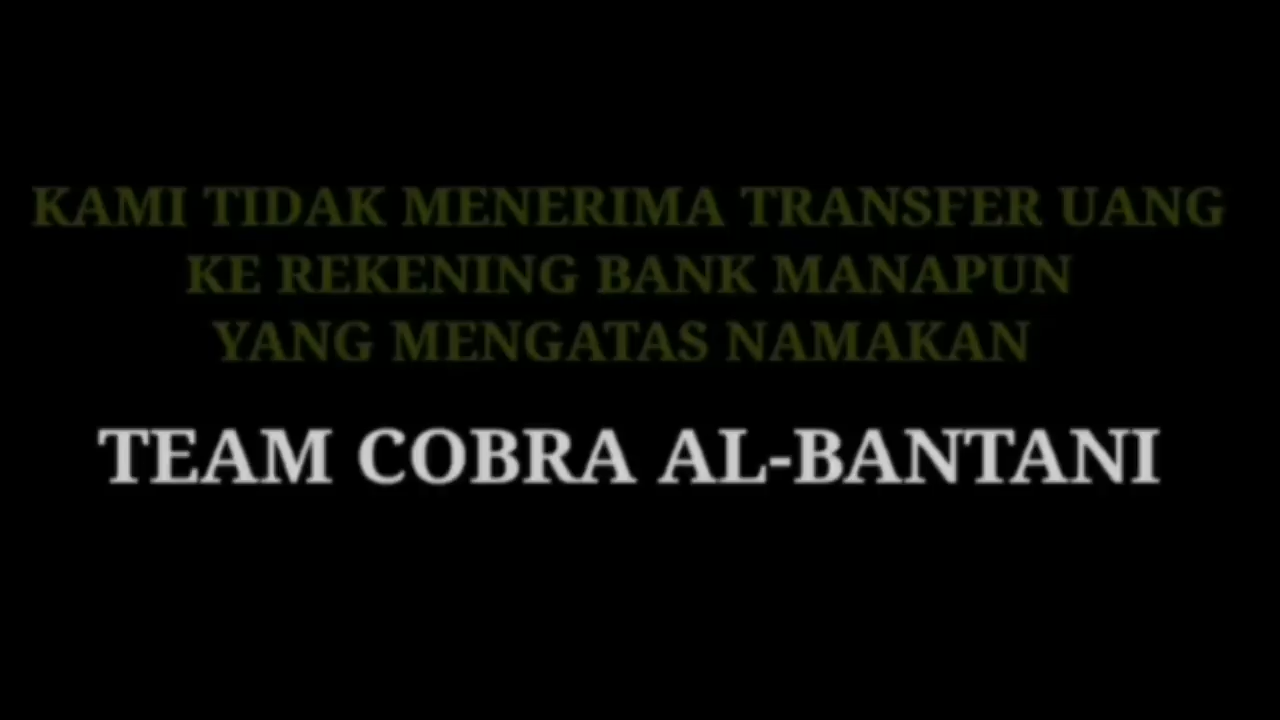 KAMI TIDAK MENERIMA TRANSFER UANG
KE REKENING BANK MANAPUN
YANG MENGATAS NAMAKAN
TEAM COBRA AL-BANTANI